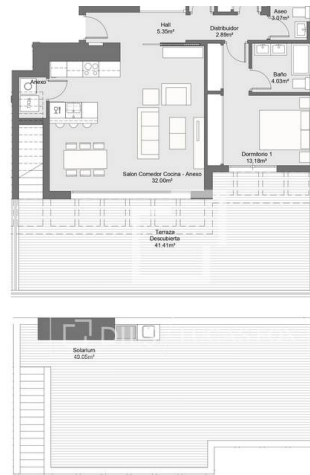 Aseo
3.07m²
Hall
5.35m²
Distribuidor
2.89m²
Anexo
Baño
4.03m²
Dormitorio 1
13.18m²
Salon Comedor Cocina - Anexo
32.00m²
Terraza
Descubierta
41.41m²
Solarium
49.05m²